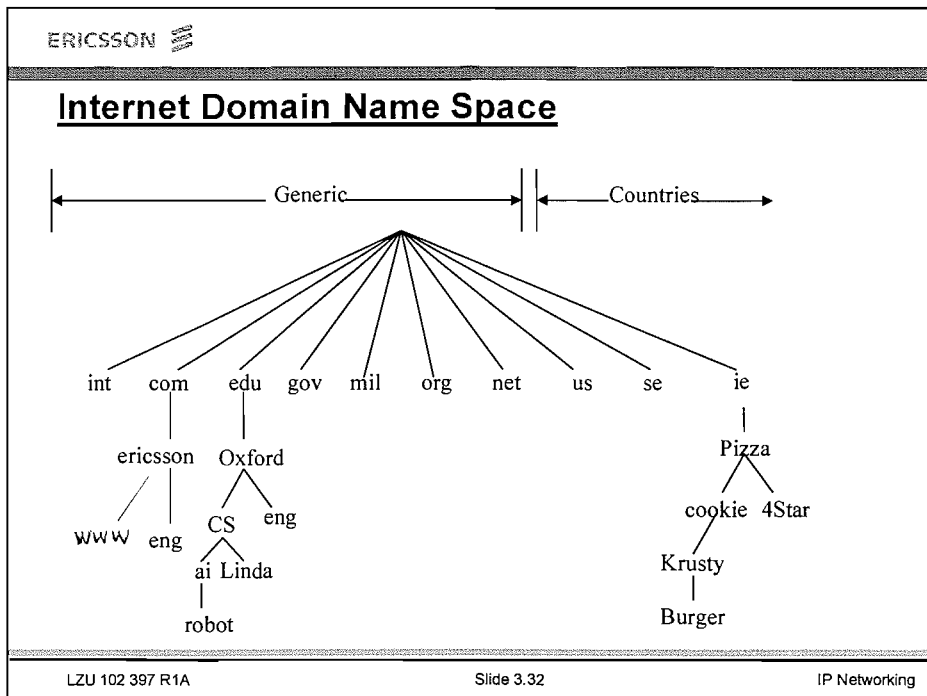 ERICSSON
Internet Domain Name Space
Generic Countries
int com edu gov mil org net us se ie
ericsson Oxford Pizza
www eng CS eng cookie 4Star
ai Linda Krusty
robot Burger
LZU 102 397 R1A Slide 3.32 IP Networking